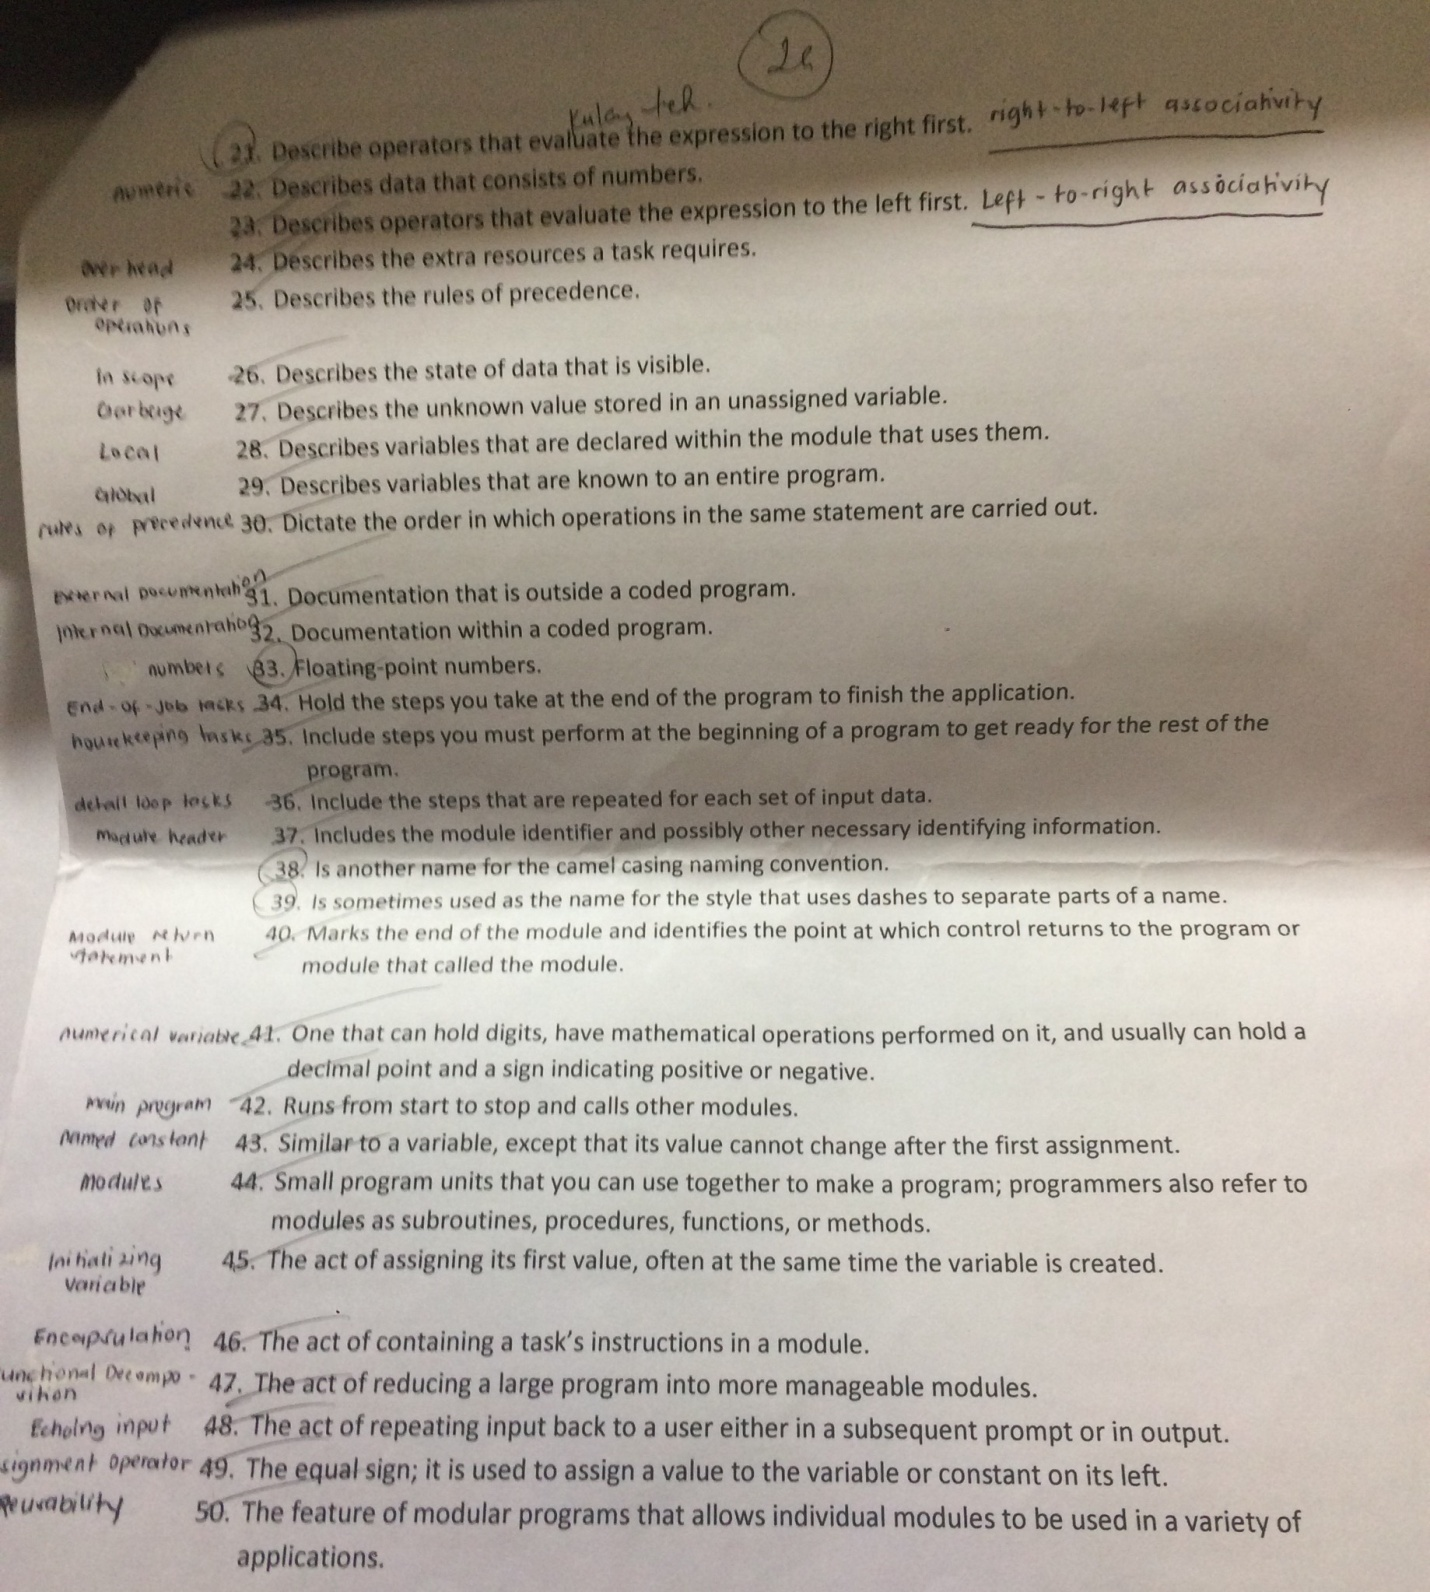 kulay teh.
21. Describe operators that evaluate the expression to the right first. right-to-left associativity
numeric 22. Describes data that consists of numbers.
23. Describes operators that evaluate the expression to the left first. Left-to-right associativity
Over head 24. Describes the extra resources a task requires.
Order of operations 25. Describes the rules of precedence.
In scope 26. Describes the state of data that is visible.
Garbage 27. Describes the unknown value stored in an unassigned variable.
Local 28. Describes variables that are declared within the module that uses them.
Global 29. Describes variables that are known to an entire program.
rules of precedence 30. Dictate the order in which operations in the same statement are carried out.
External Documentation 31. Documentation that is outside a coded program.
Internal Documentation 32. Documentation within a coded program.
numbers 33. Floating-point numbers.
End-of-Job tasks 34. Hold the steps you take at the end of the program to finish the application.
housekeeping tasks 35. Include steps you must perform at the beginning of a program to get ready for the rest of the
program.
detail loop tasks 36. Include the steps that are repeated for each set of input data.
Module header 37. Includes the module identifier and possibly other necessary identifying information.
38. Is another name for the camel casing naming convention.
39. Is sometimes used as the name for the style that uses dashes to separate parts of a name.
Module return statement 40. Marks the end of the module and identifies the point at which control returns to the program or
module that called the module.
numerical variable 41. One that can hold digits, have mathematical operations performed on it, and usually can hold a
decimal point and a sign indicating positive or negative.
Main program 42. Runs from start to stop and calls other modules.
Named constant 43. Similar to a variable, except that its value cannot change after the first assignment.
Modules 44. Small program units that you can use together to make a program; programmers also refer to
modules as subroutines, procedures, functions, or methods.
Initializing variable 45. The act of assigning its first value, often at the same time the variable is created.
Encapsulation 46. The act of containing a task's instructions in a module.
unctional Decompo-sition 47. The act of reducing a large program into more manageable modules.
Echoing input 48. The act of repeating input back to a user either in a subsequent prompt or in output.
signment operator 49. The equal sign; it is used to assign a value to the variable or constant on its left.
Reusability 50. The feature of modular programs that allows individual modules to be used in a variety of
applications.